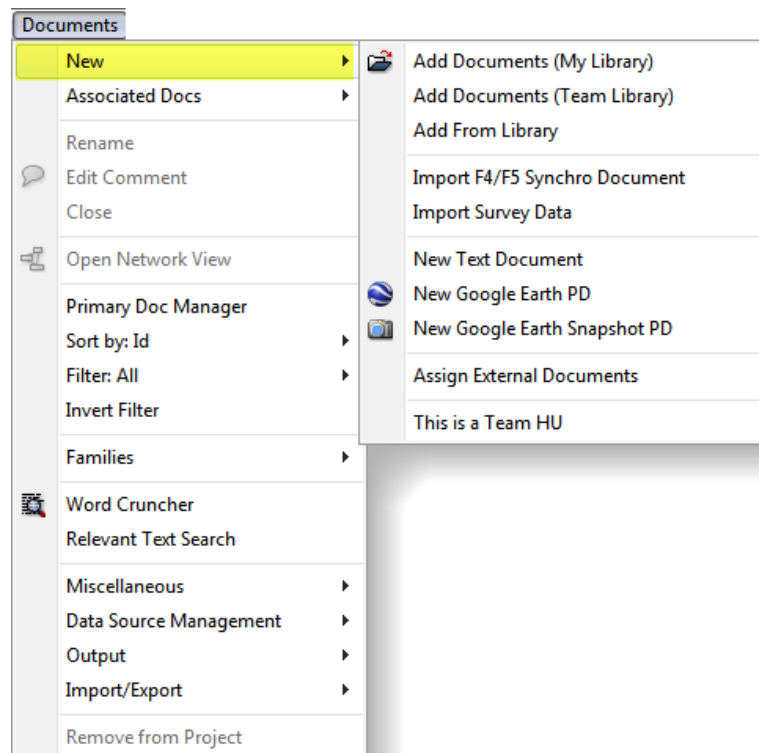 Documents
New
Associated Docs
Rename
Edit Comment
Close
Open Network View
Primary Doc Manager
Sort by: Id
Filter: All
Invert Filter
Families
Word Cruncher
Relevant Text Search
Miscellaneous
Data Source Management
Output
Import/Export
Remove from Project
Add Documents (My Library)
Add Documents (Team Library)
Add From Library
Import F4/F5 Synchro Document
Import Survey Data
New Text Document
New Google Earth PD
New Google Earth Snapshot PD
Assign External Documents
This is a Team HU